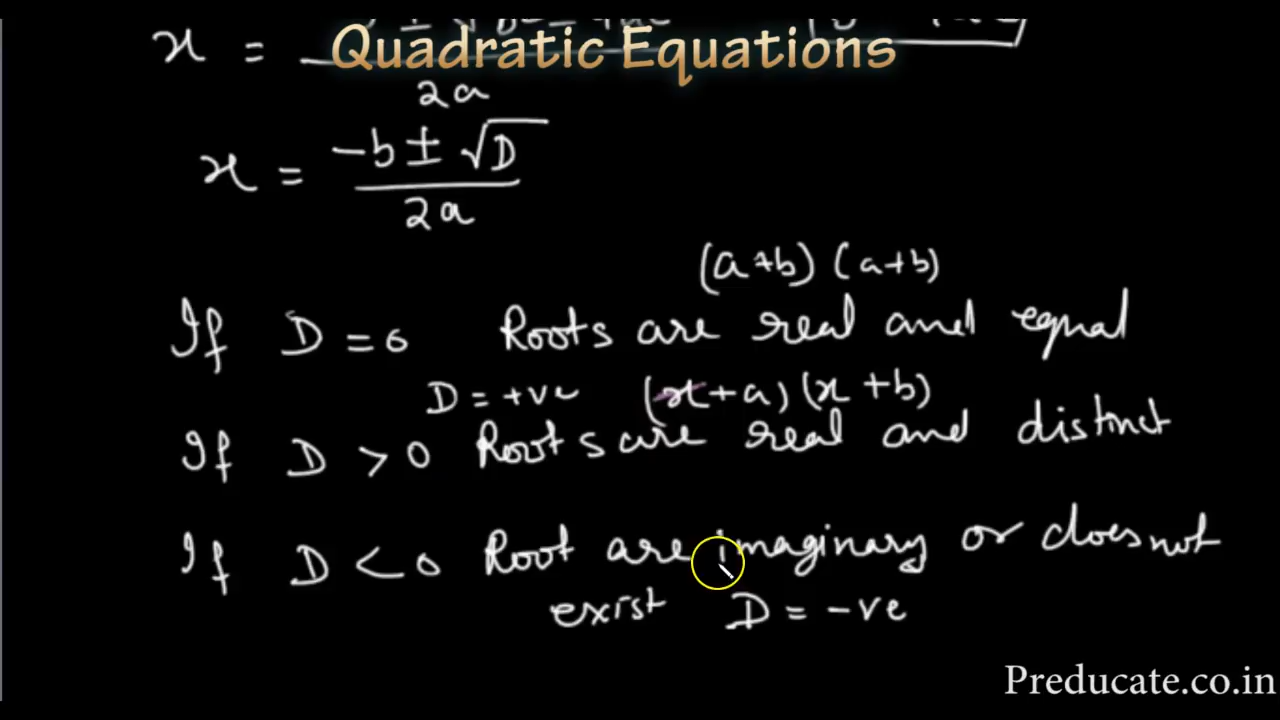 Quadratic Equations
x =
2a
x = -b ± √D
2a
(a+b) (a+b)
If D = 0 Roots are real and equal
D = +ve (x+a) (x+b)
If D > 0 Roots are real and distinct
If D < 0 Root are imaginary or does not
exist D = -ve
Preducate.co.in